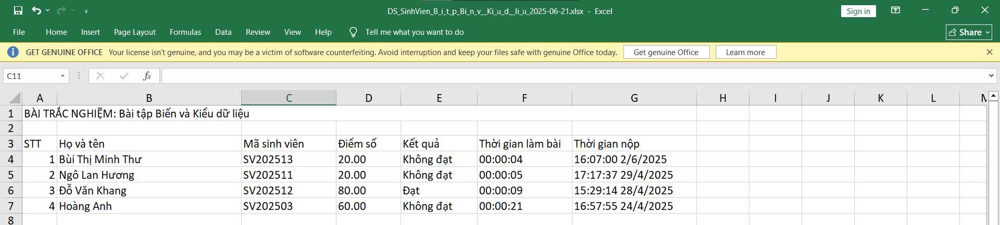 DS_SinhVien_B_i_t_p_Bi_n_v__Ki_u_d__li_u_2025-06-21.xlsx - Excel
Sign in
File Home Insert Page Layout Formulas Data Review View Help Tell me what you want to do
Share
GET GENUINE OFFICE Your license isn't genuine, and you may be a victim of software counterfeiting. Avoid interruption and keep your files safe with genuine Office today. Get genuine Office Learn more
C11 fx
A B C D E F G H I J K L
1 BÀI TRẮC NGHIỆM: Bài tập Biến và Kiểu dữ liệu
2
3 STT Họ và tên Mã sinh viên Điểm số Kết quả Thời gian làm bài Thời gian nộp
4 1 Bùi Thị Minh Thư SV202513 20.00 Không đạt 00:00:04 16:07:00 2/6/2025
5 2 Ngô Lan Hương SV202511 20.00 Không đạt 00:00:05 17:17:37 29/4/2025
6 3 Đỗ Văn Khang SV202512 80.00 Đạt 00:00:09 15:29:14 28/4/2025
7 4 Hoàng Anh SV202503 60.00 Không đạt 00:00:21 16:57:55 24/4/2025
8